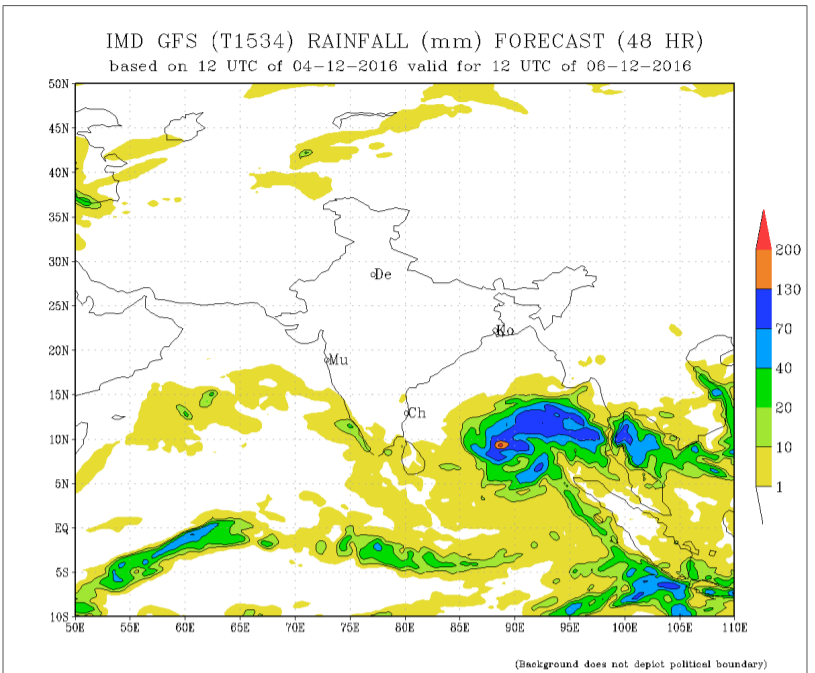 IMD GFS (T1534) RAINFALL (mm) FORECAST (48 HR)
based on 12 UTC of 04-12-2016 valid for 12 UTC of 06-12-2016
50N
45N
40N
35N
30N
25N
20N
15N
10N
5N
EQ
5S
10S
De
Ko
Mu
Ch
200
130
70
40
20
10
1
50E 55E 60E 65E 70E 75E 80E 85E 90E 95E 100E 105E 110E
(Background does not depict political boundary)